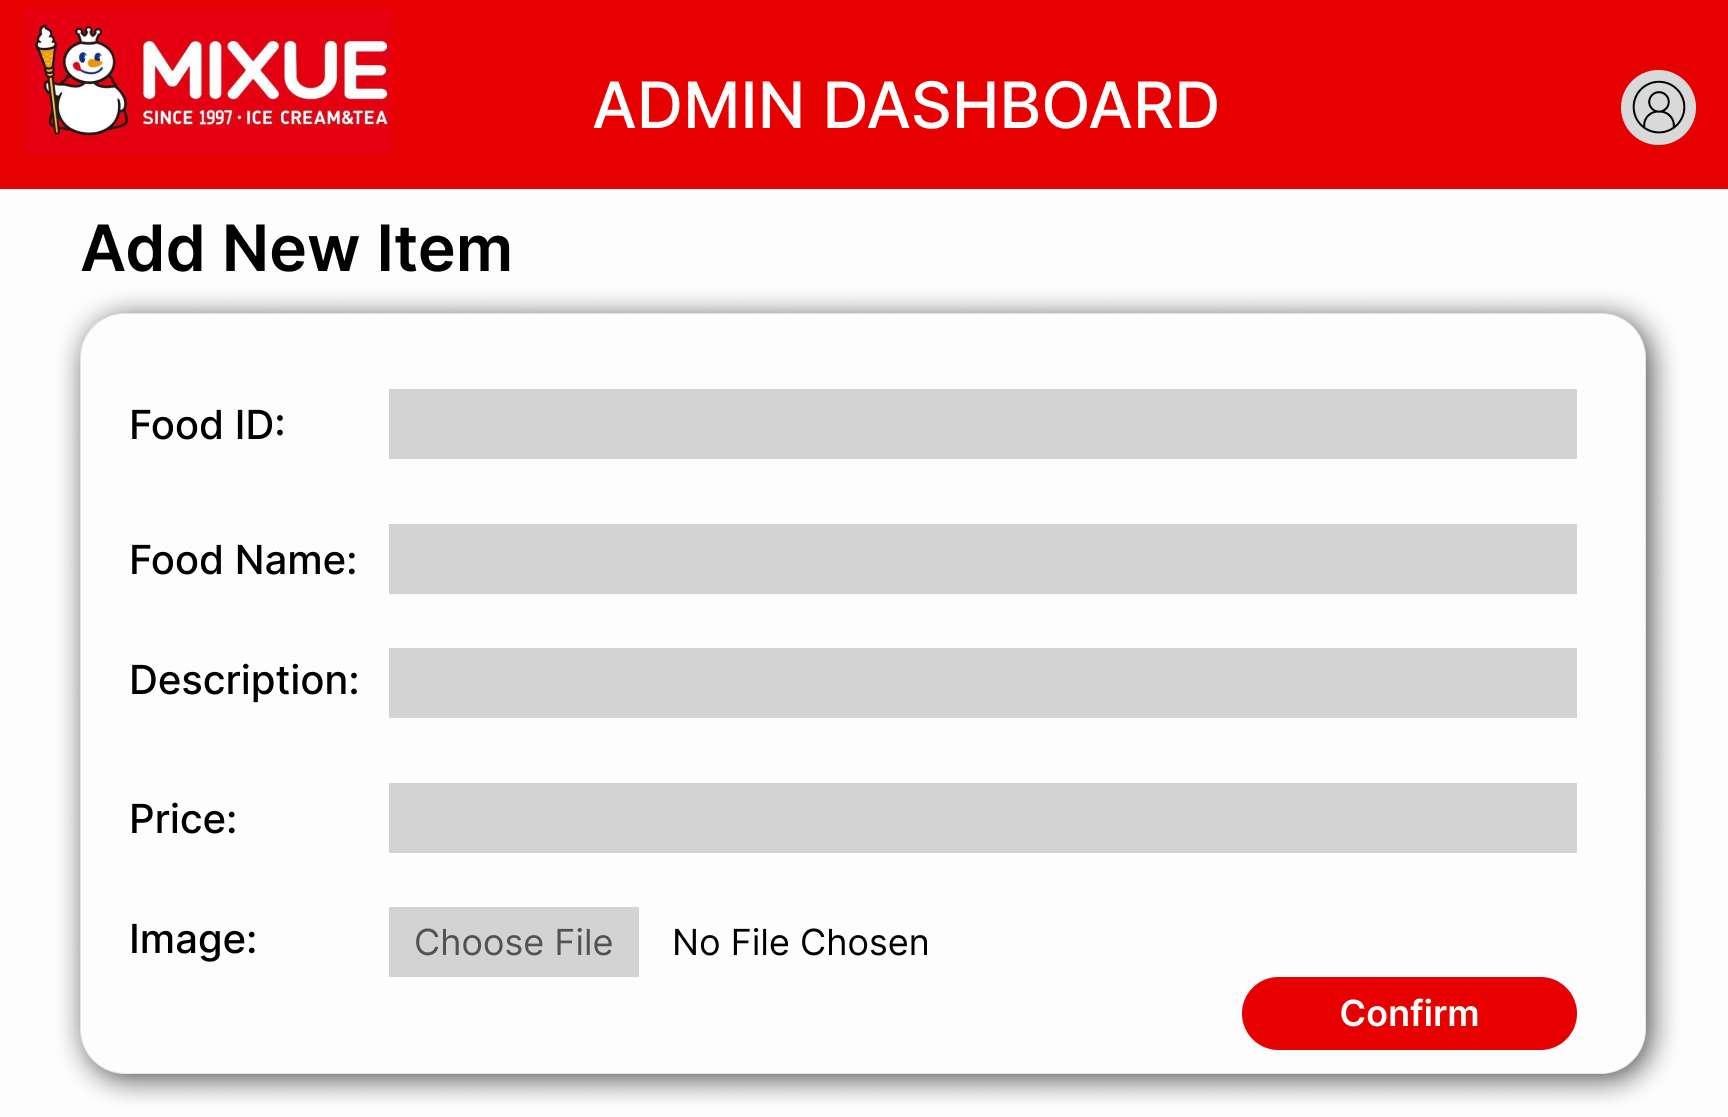 MIXUE
SINCE 1997 · ICE CREAM&TEA
ADMIN DASHBOARD
Add New Item
Food ID:
Food Name:
Description:
Price:
Image: Choose File No File Chosen
Confirm